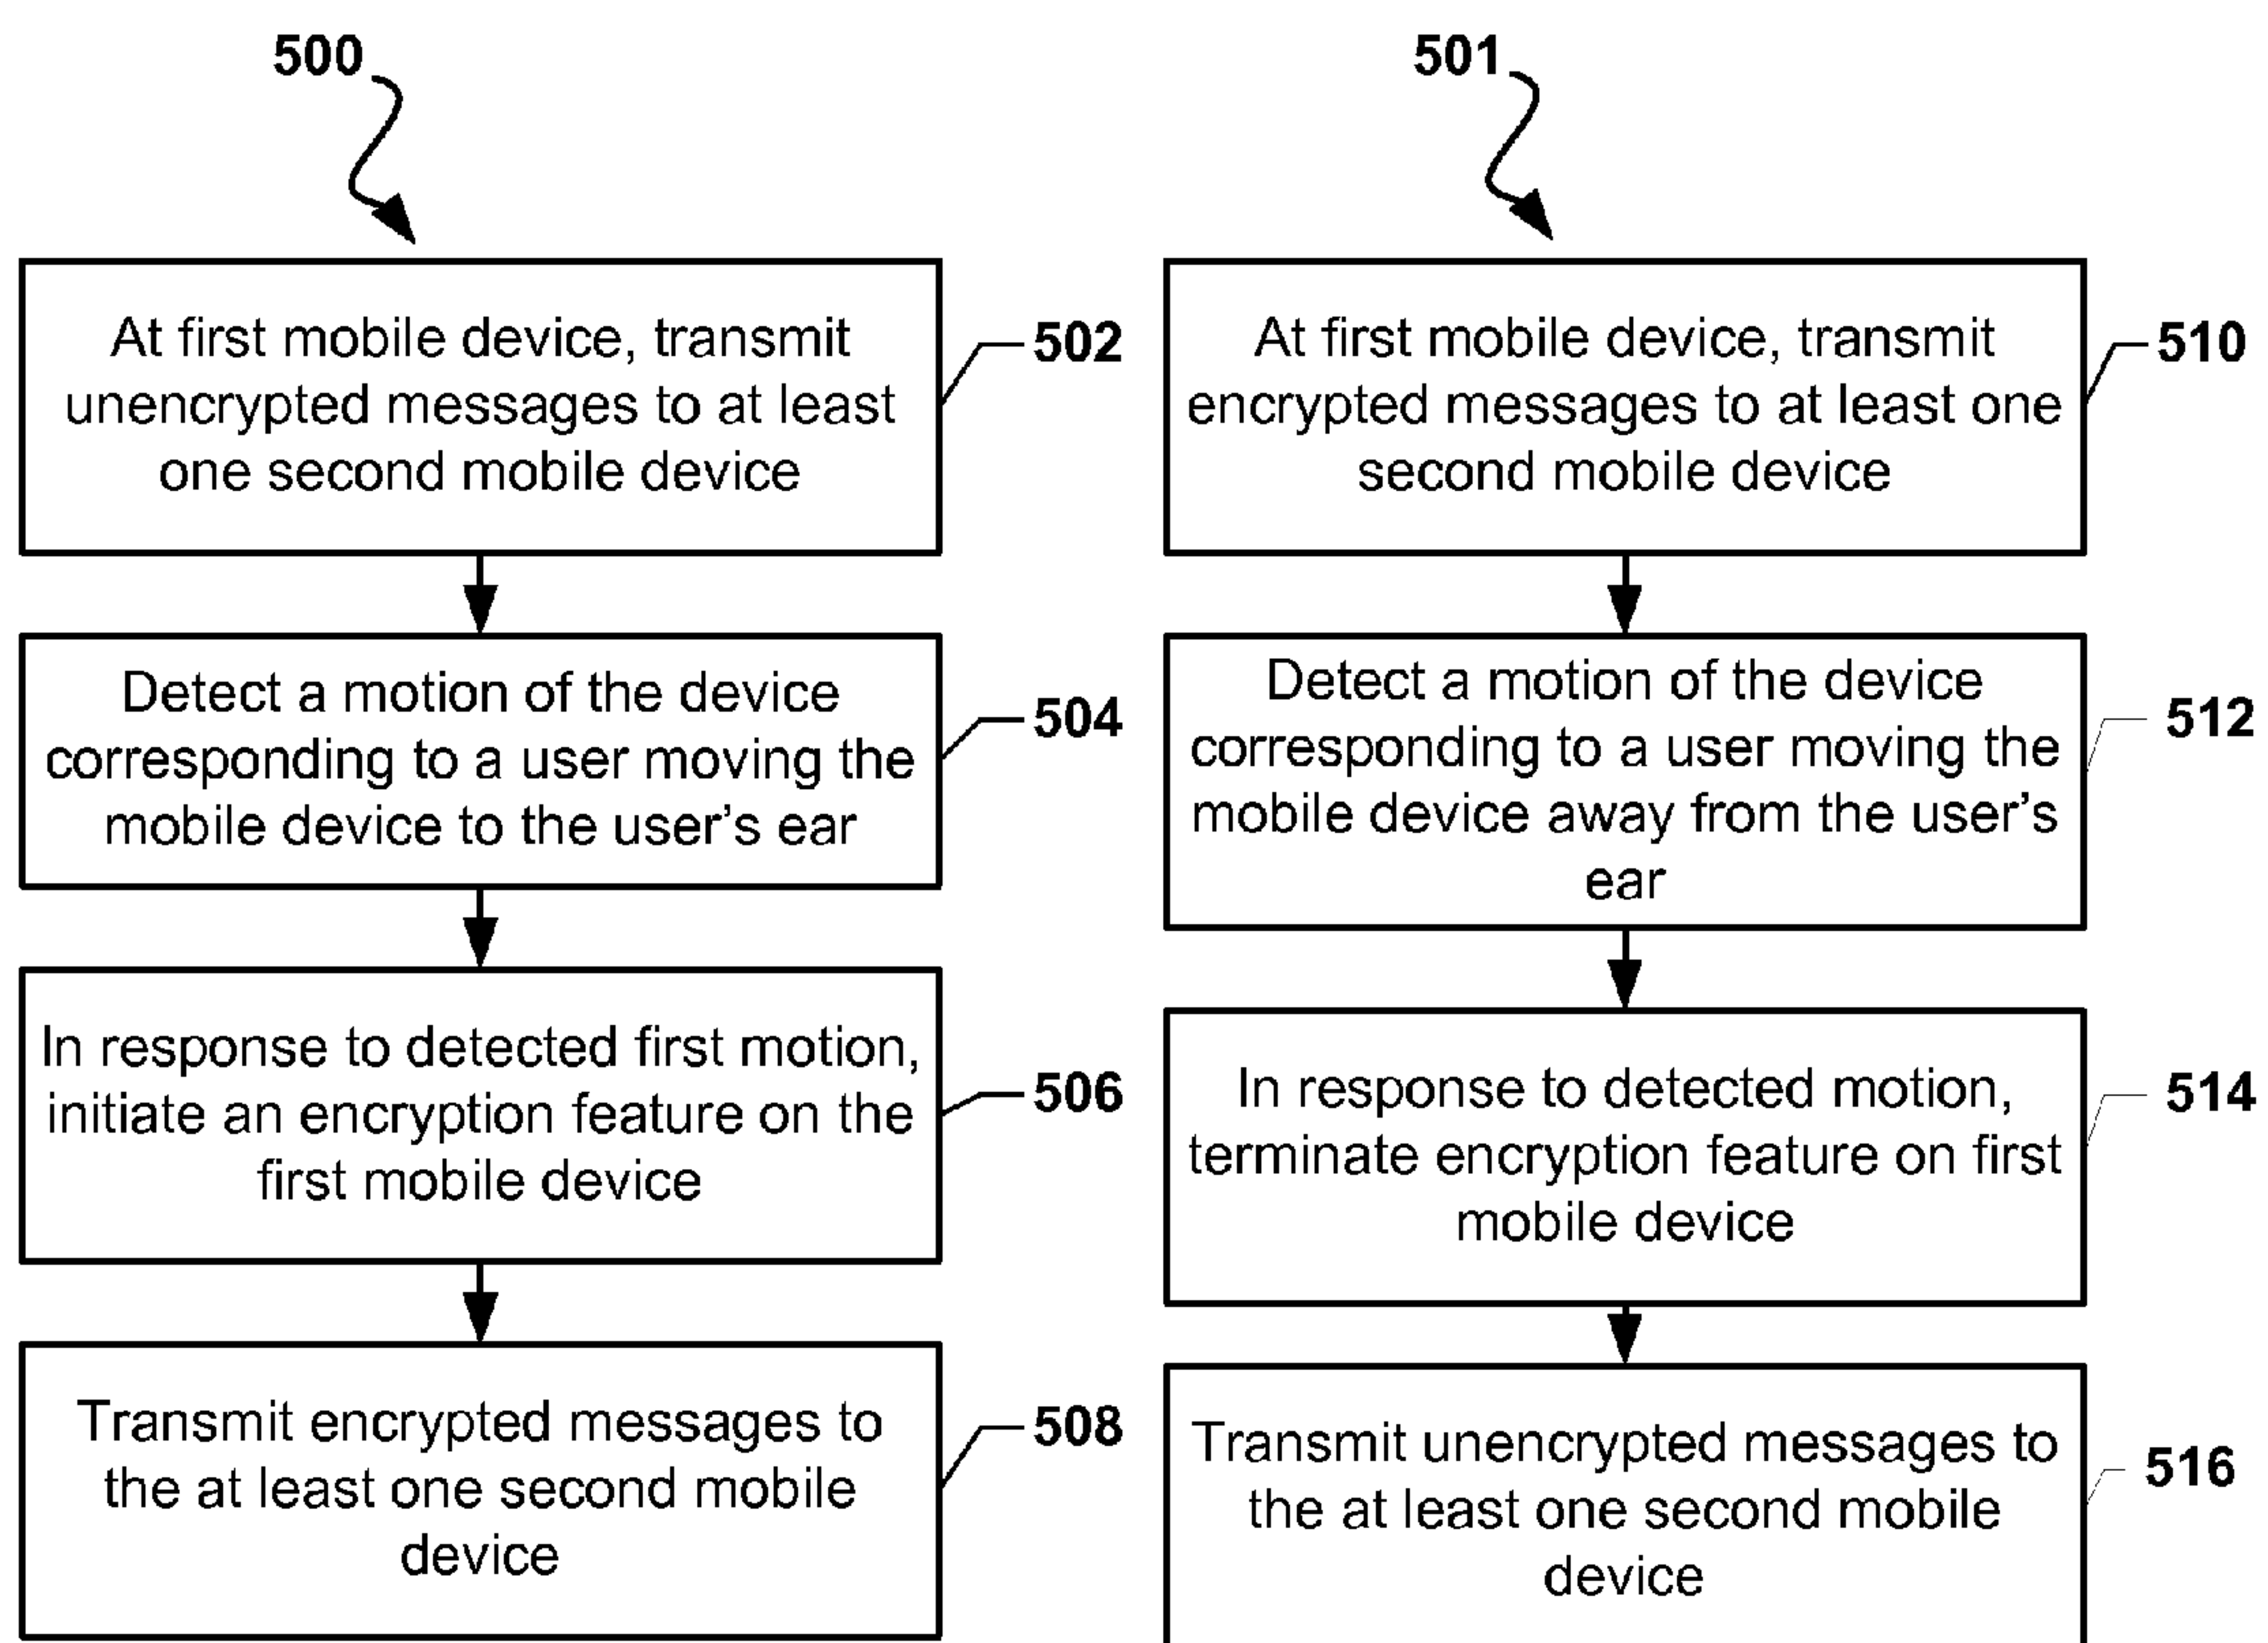 500
At first mobile device, transmit
unencrypted messages to at least
one second mobile device
502
Detect a motion of the device
corresponding to a user moving the
mobile device to the user's ear
504
In response to detected first motion,
initiate an encryption feature on the
first mobile device
506
Transmit encrypted messages to
the at least one second mobile
device
508
501
At first mobile device, transmit
encrypted messages to at least one
second mobile device
510
Detect a motion of the device
corresponding to a user moving the
mobile device away from the user's
ear
512
In response to detected motion,
terminate encryption feature on first
mobile device
514
Transmit unencrypted messages to
the at least one second mobile
device
516